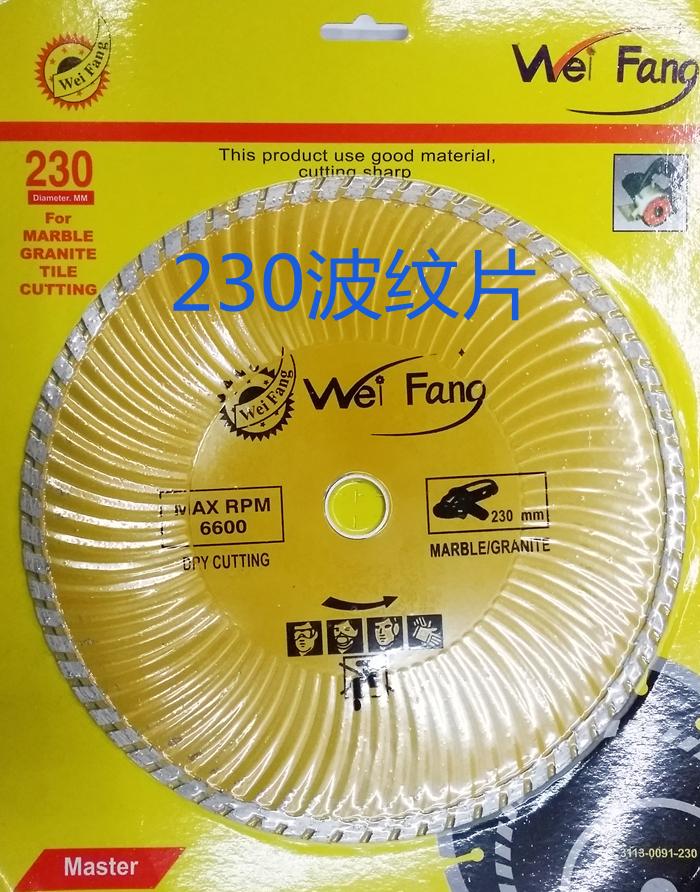 Wei Fang
Wei Fang
This product use good material,
cutting sharp
230
Diameter. MM
For
MARBLE
GRANITE
TILE
CUTTING
230波纹片
Wei Fang
Wei Fang
MAX RPM
6600
DRY CUTTING
230 mm
MARBLE/GRANITE
Master
3113-0091-230